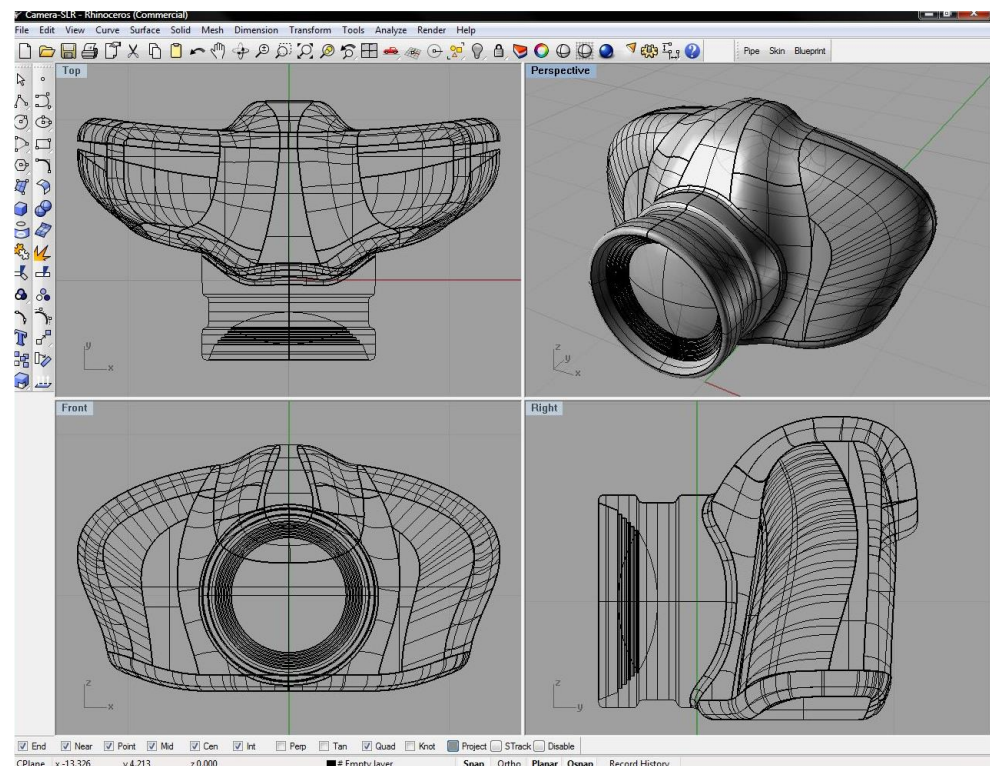 Camera-SLR - Rhinoceros (Commercial)
File Edit View Curve Surface Solid Mesh Dimension Transform Tools Analyze Render Help
Pipe Skin Blueprint
Top
Perspective
y
x
z
y
x
Front
Right
z
x
z
y
End Near Point Mid Cen Int Perp Tan Quad Knot Project STrack Disable
CPlane x -13.326 y 4.213 z 0.000 # Empty layer Snap Ortho Planar Osnap Record History